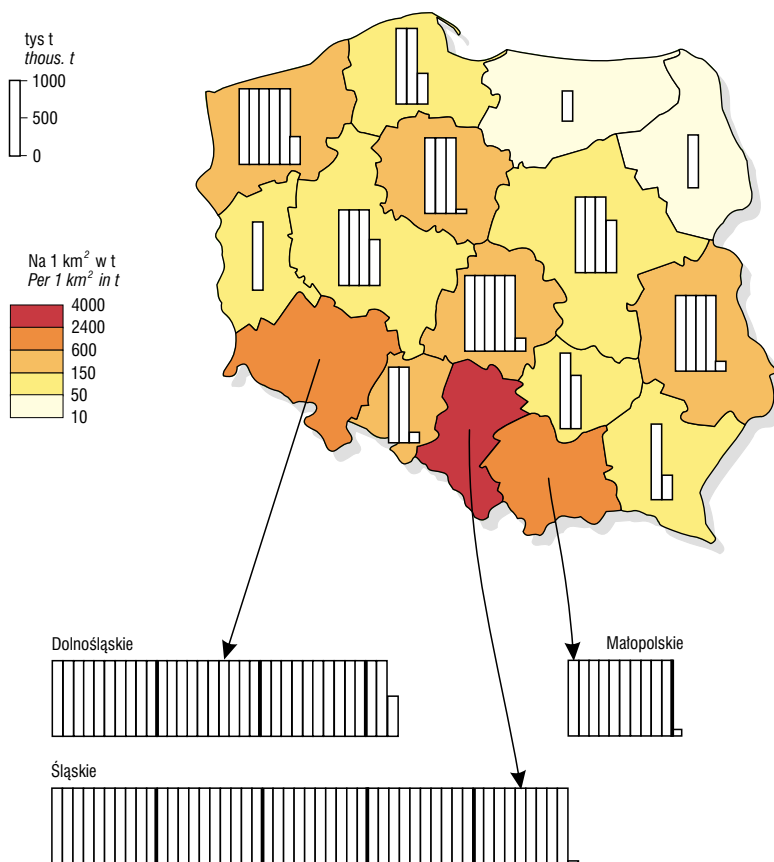 tys t
thous. t
1000
500
0
Na 1 km² w t
Per 1 km² in t
4000
2400
600
150
50
10
Dolnośląskie
Małopolskie
Śląskie